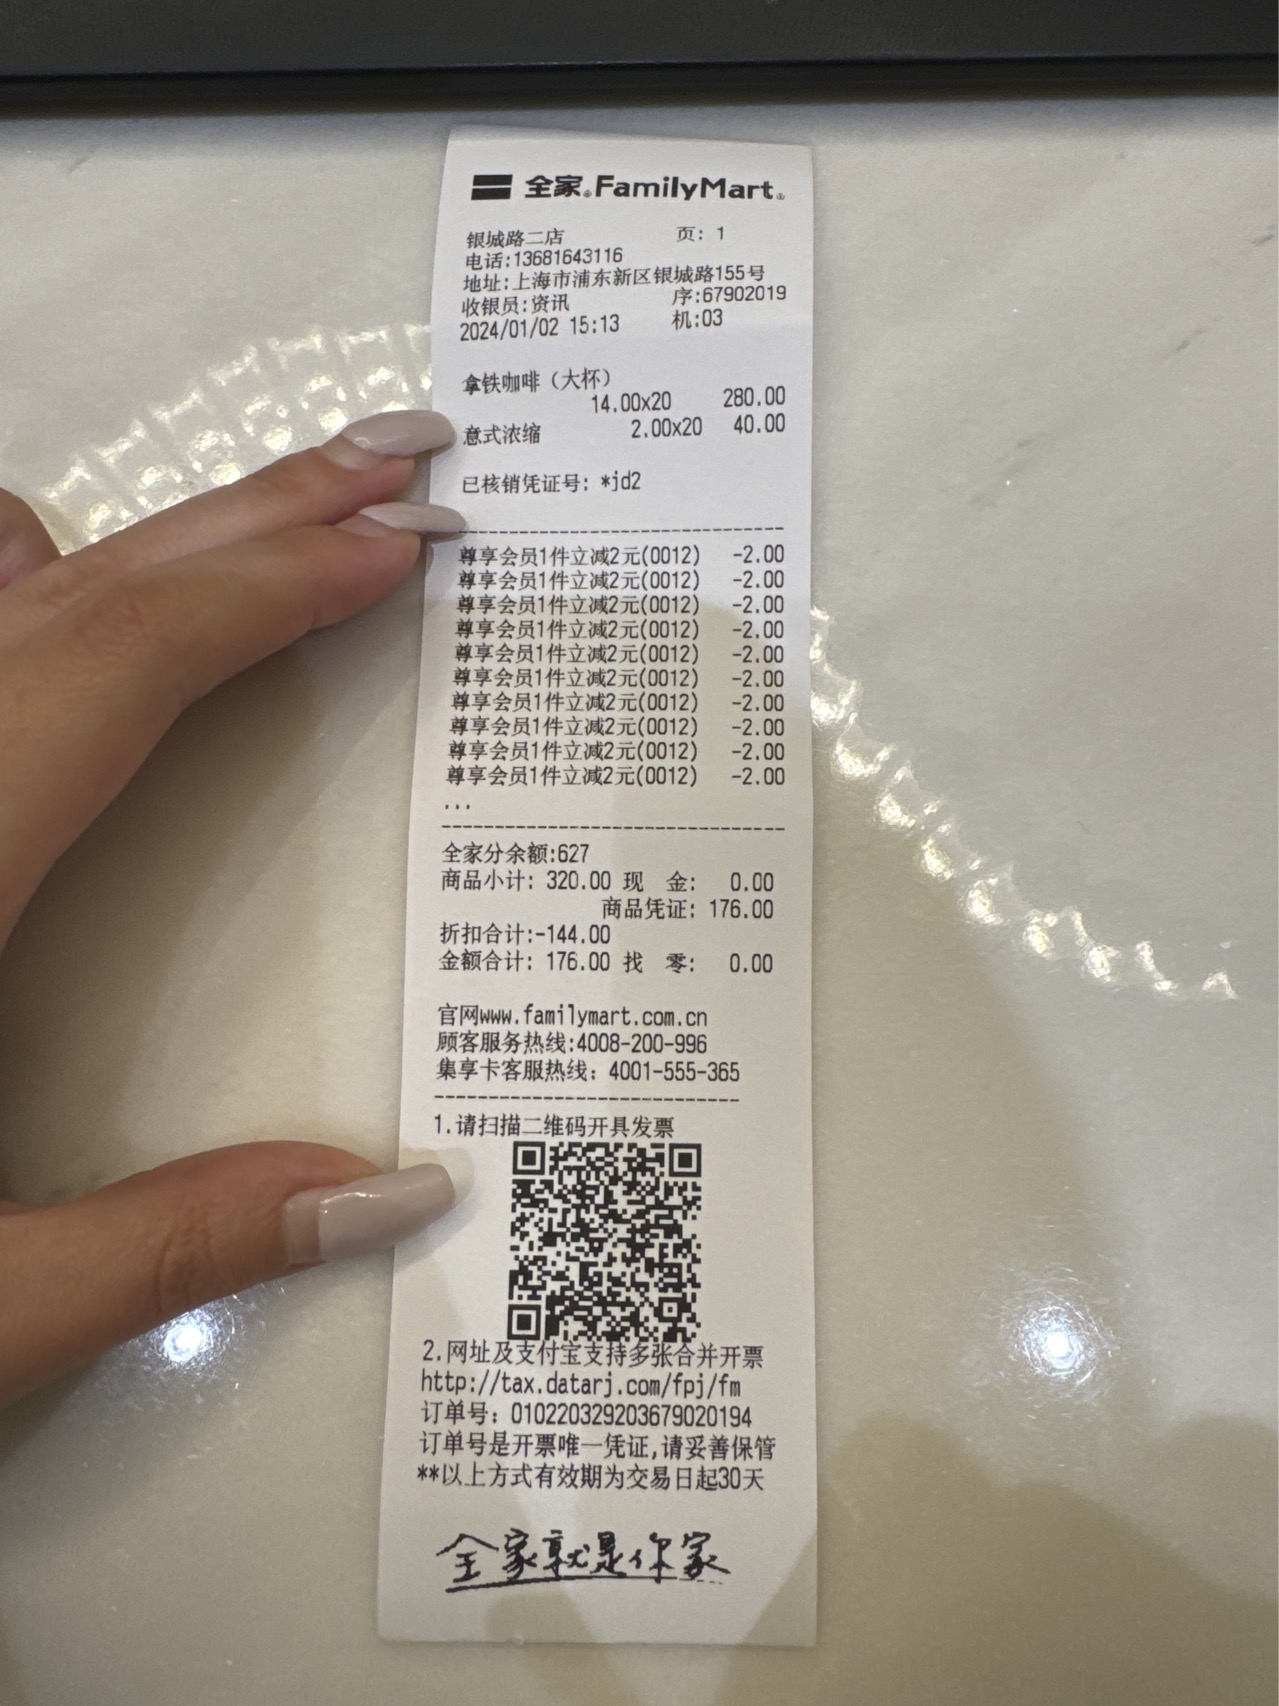 全家 FamilyMart
银城路二店 页: 1
电话:13681643116
地址:上海市浦东新区银城路155号
收银员:资讯 序:67902019
2024/01/02 15:13 机:03
拿铁咖啡（大杯）
14.00x20 280.00
意式浓缩 2.00x20 40.00
已核销凭证号: *jd2
尊享会员1件立减2元(0012) -2.00
尊享会员1件立减2元(0012) -2.00
尊享会员1件立减2元(0012) -2.00
尊享会员1件立减2元(0012) -2.00
尊享会员1件立减2元(0012) -2.00
尊享会员1件立减2元(0012) -2.00
尊享会员1件立减2元(0012) -2.00
尊享会员1件立减2元(0012) -2.00
尊享会员1件立减2元(0012) -2.00
尊享会员1件立减2元(0012) -2.00
...
全家分余额:627
商品小计: 320.00 现 金: 0.00
商品凭证: 176.00
折扣合计:-144.00
金额合计: 176.00 找 零: 0.00
官网www.familymart.com.cn
顾客服务热线:4008-200-996
集享卡客服热线: 4001-555-365
1.请扫描二维码开具发票
2.网址及支付宝支持多张合并开票
http://tax.datarj.com/fpj/fm
订单号: 010220329203679020194
订单号是开票唯一凭证,请妥善保管
**以上方式有效期为交易日起30天
全家就是你家